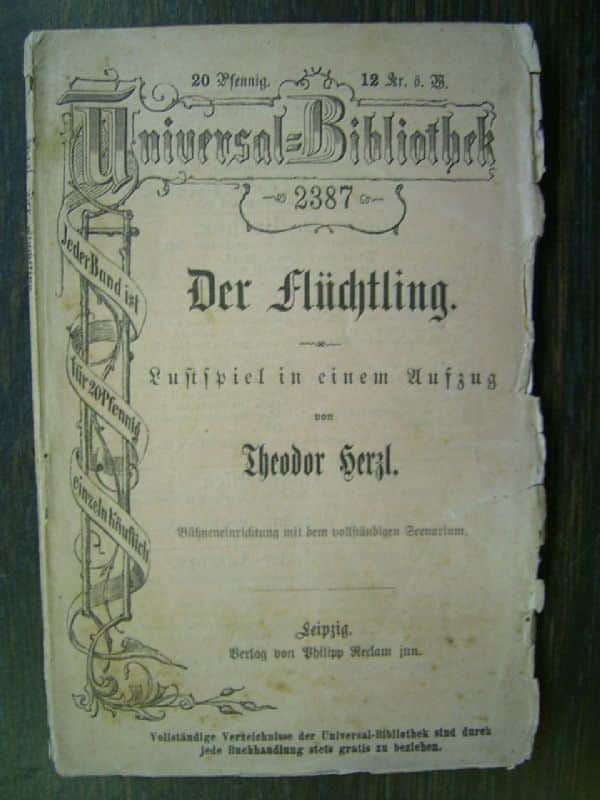 20 Pfennig. 12 Kr. ö. W.
Universal=Bibliothek
2387
Jeder Band ist
für 20 Pfennig
einzeln käuflich
Der Flüchtling.
Lustspiel in einem Aufzug
von
Theodor Herzl.
Bühneneinrichtung mit dem vollständigen Scenarium.
Leipzig.
Verlag von Philipp Reclam jun.
Vollständige Verzeichnisse der Universal-Bibliothek sind durch
jede Buchhandlung stets gratis zu beziehen.